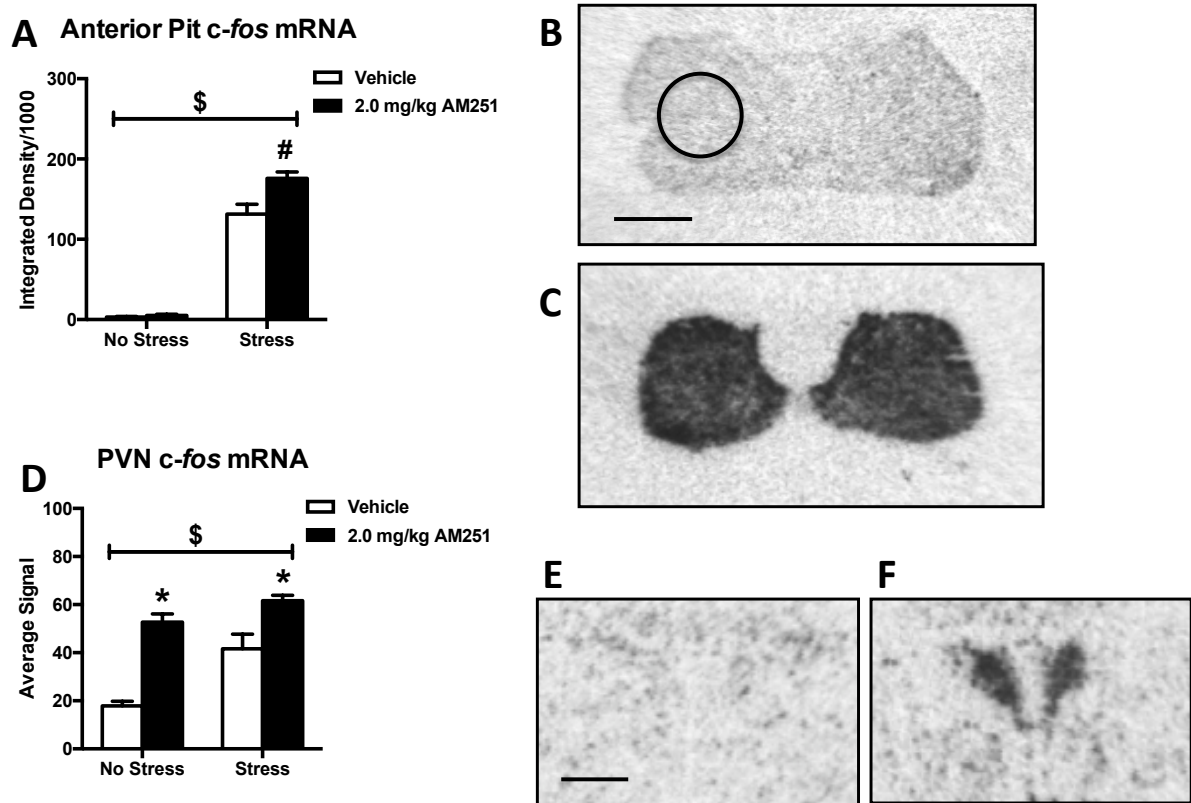 A
Anterior Pit c-fos mRNA
Vehicle
2.0 mg/kg AM251
Integrated Density/1000
300
200
100
0
$
#
No Stress
Stress
B
C
D
PVN c-fos mRNA
Vehicle
2.0 mg/kg AM251
Average Signal
100
80
60
40
20
0
$
*
*
No Stress
Stress
E
F